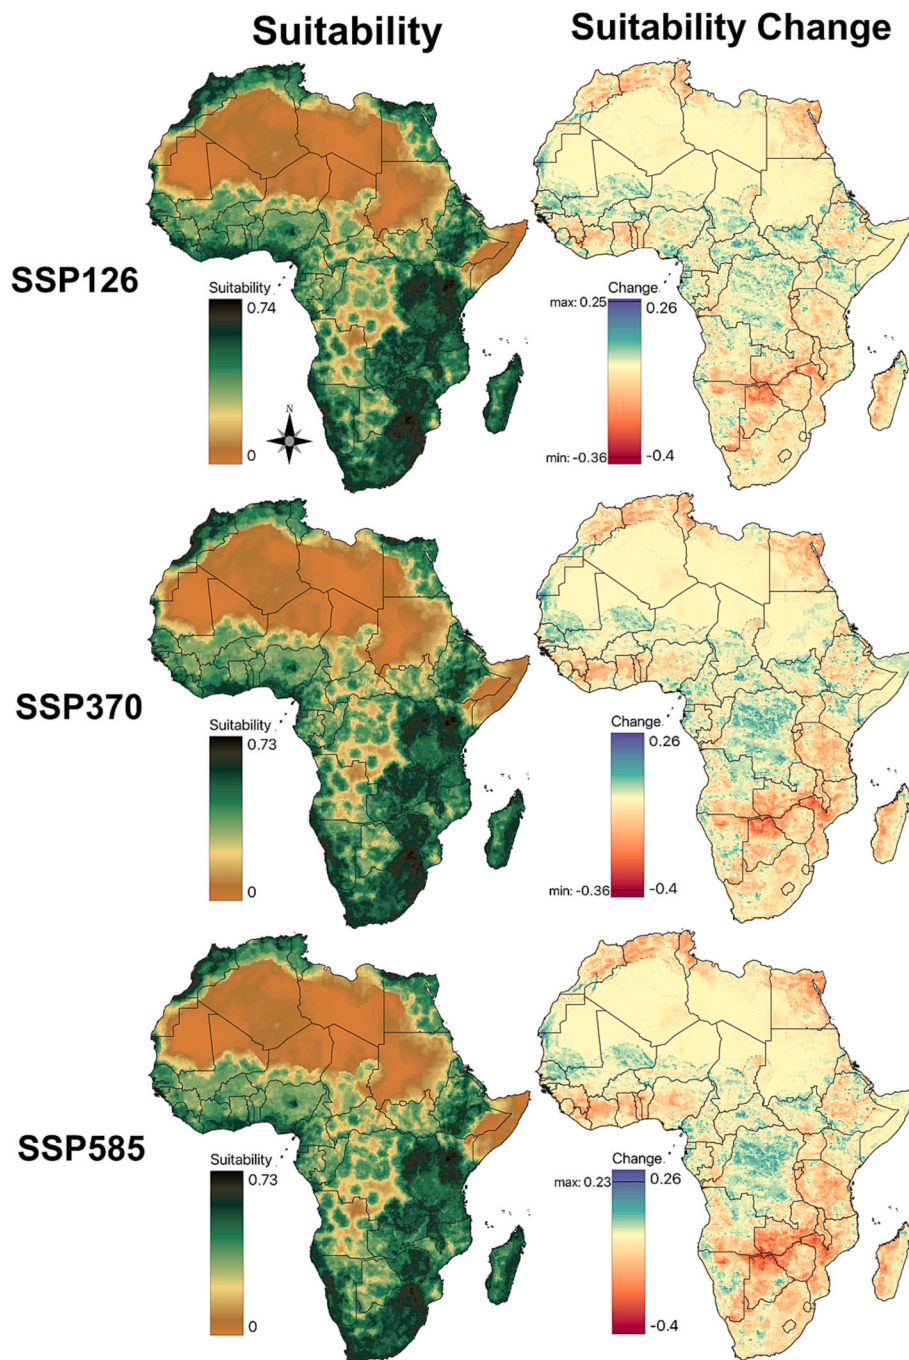 Suitability
Suitability Change
SSP126
Suitability
0.74
0
N
Change
max: 0.25
0.26
min: -0.36
-0.4
SSP370
Suitability
0.73
0
Change
0.26
min: -0.36
-0.4
SSP585
Suitability
0.73
0
Change
max: 0.23
0.26
-0.4